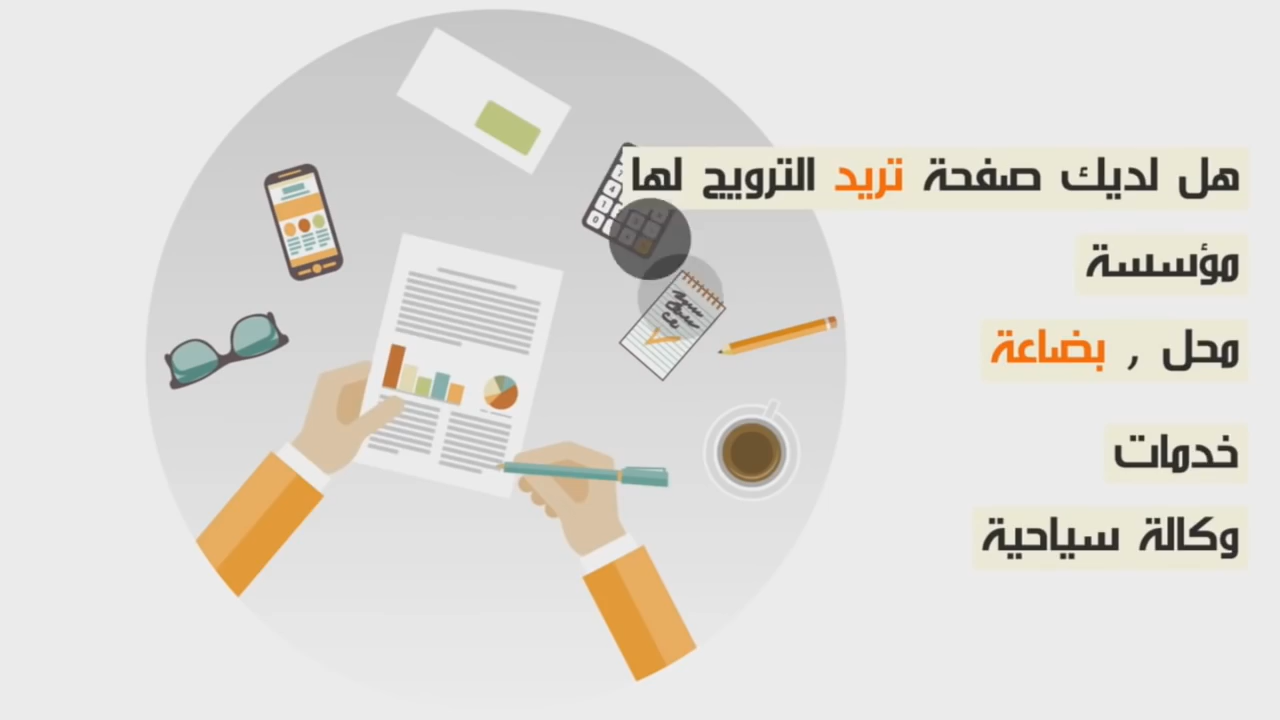 هل لديك صفحة تريد الترويج لها
مؤسسة
محل , بضاعة
خدمات
وكالة سياحية